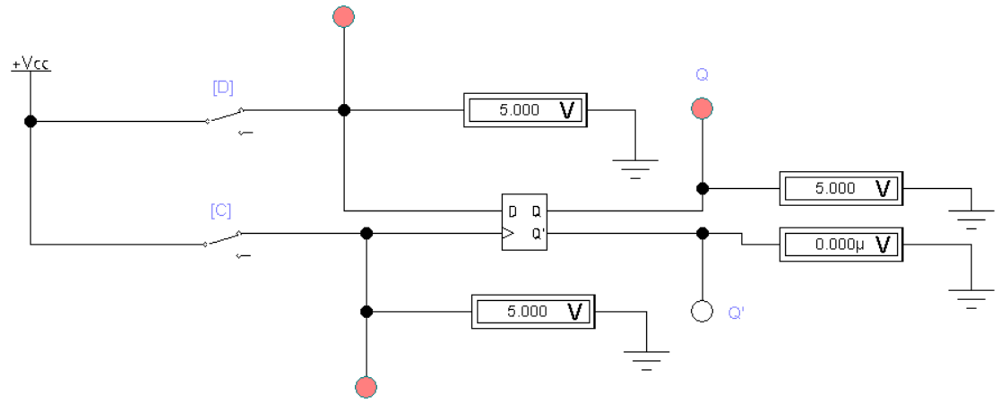 +Vcc
[D]
5.000 V
Q
5.000 V
[C]
D Q
Q'
0.000µ V
5.000 V
Q'